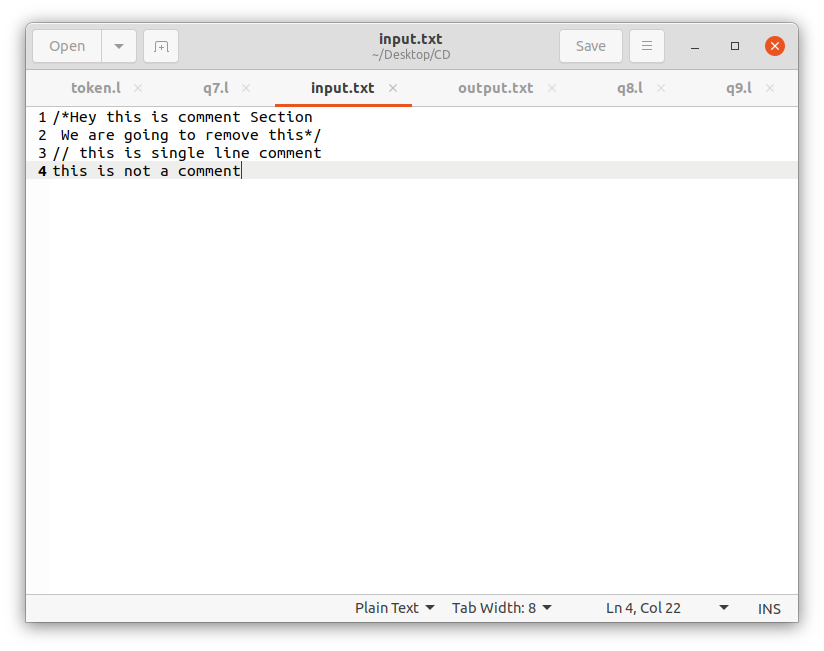 Open
input.txt
~/Desktop/CD
Save
token.l
q7.l
input.txt
output.txt
q8.l
q9.l
1 /*Hey this is comment Section
2  We are going to remove this*/
3 // this is single line comment
4 this is not a comment
Plain Text
Tab Width: 8
Ln 4, Col 22
INS